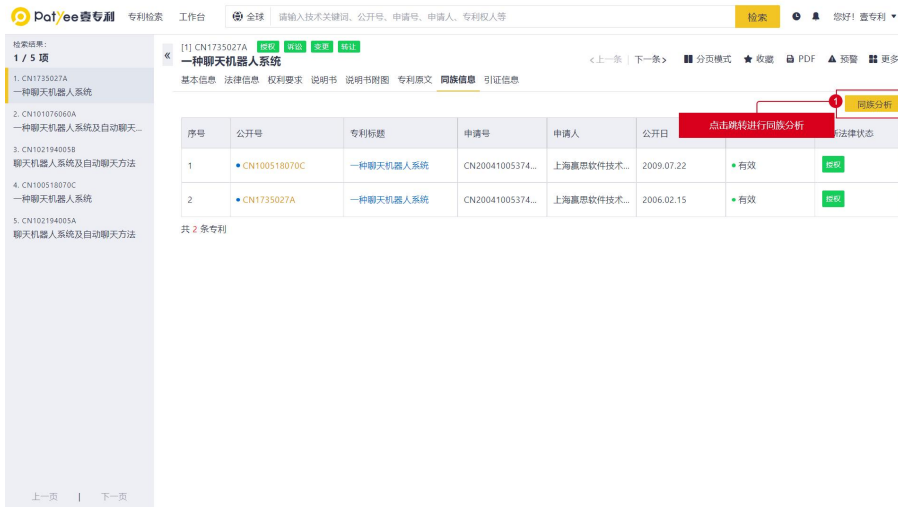 Patyee壹专利 专利检索 工作台 全球 请输入技术关键词、公开号、申请号、申请人、专利权人等 检索 您好！壹专利
检索结果：
1 / 5 项
1. CN1735027A
一种聊天机器人系统
2. CN101076060A
一种聊天机器人系统及自动聊天...
3. CN102194005B
聊天机器人系统及自动聊天方法
4. CN100518070C
一种聊天机器人系统
5. CN102194005A
聊天机器人系统及自动聊天方法
上一页 | 下一页
[1] CN1735027A 授权 诉讼 变更 转让
一种聊天机器人系统
<上一条 | 下一条> 分页模式 收藏 PDF 预警 更多
基本信息 法律信息 权利要求 说明书 说明书附图 专利原文 同族信息 引证信息
1 同族分析
点击跳转进行同族分析
序号 公开号 专利标题 申请号 申请人 公开日 法律状态
1 CN100518070C 一种聊天机器人系统 CN20041005374... 上海赢思软件技术... 2009.07.22 有效 授权
2 CN1735027A 一种聊天机器人系统 CN20041005374... 上海赢思软件技术... 2006.02.15 有效 授权
共 2 条专利